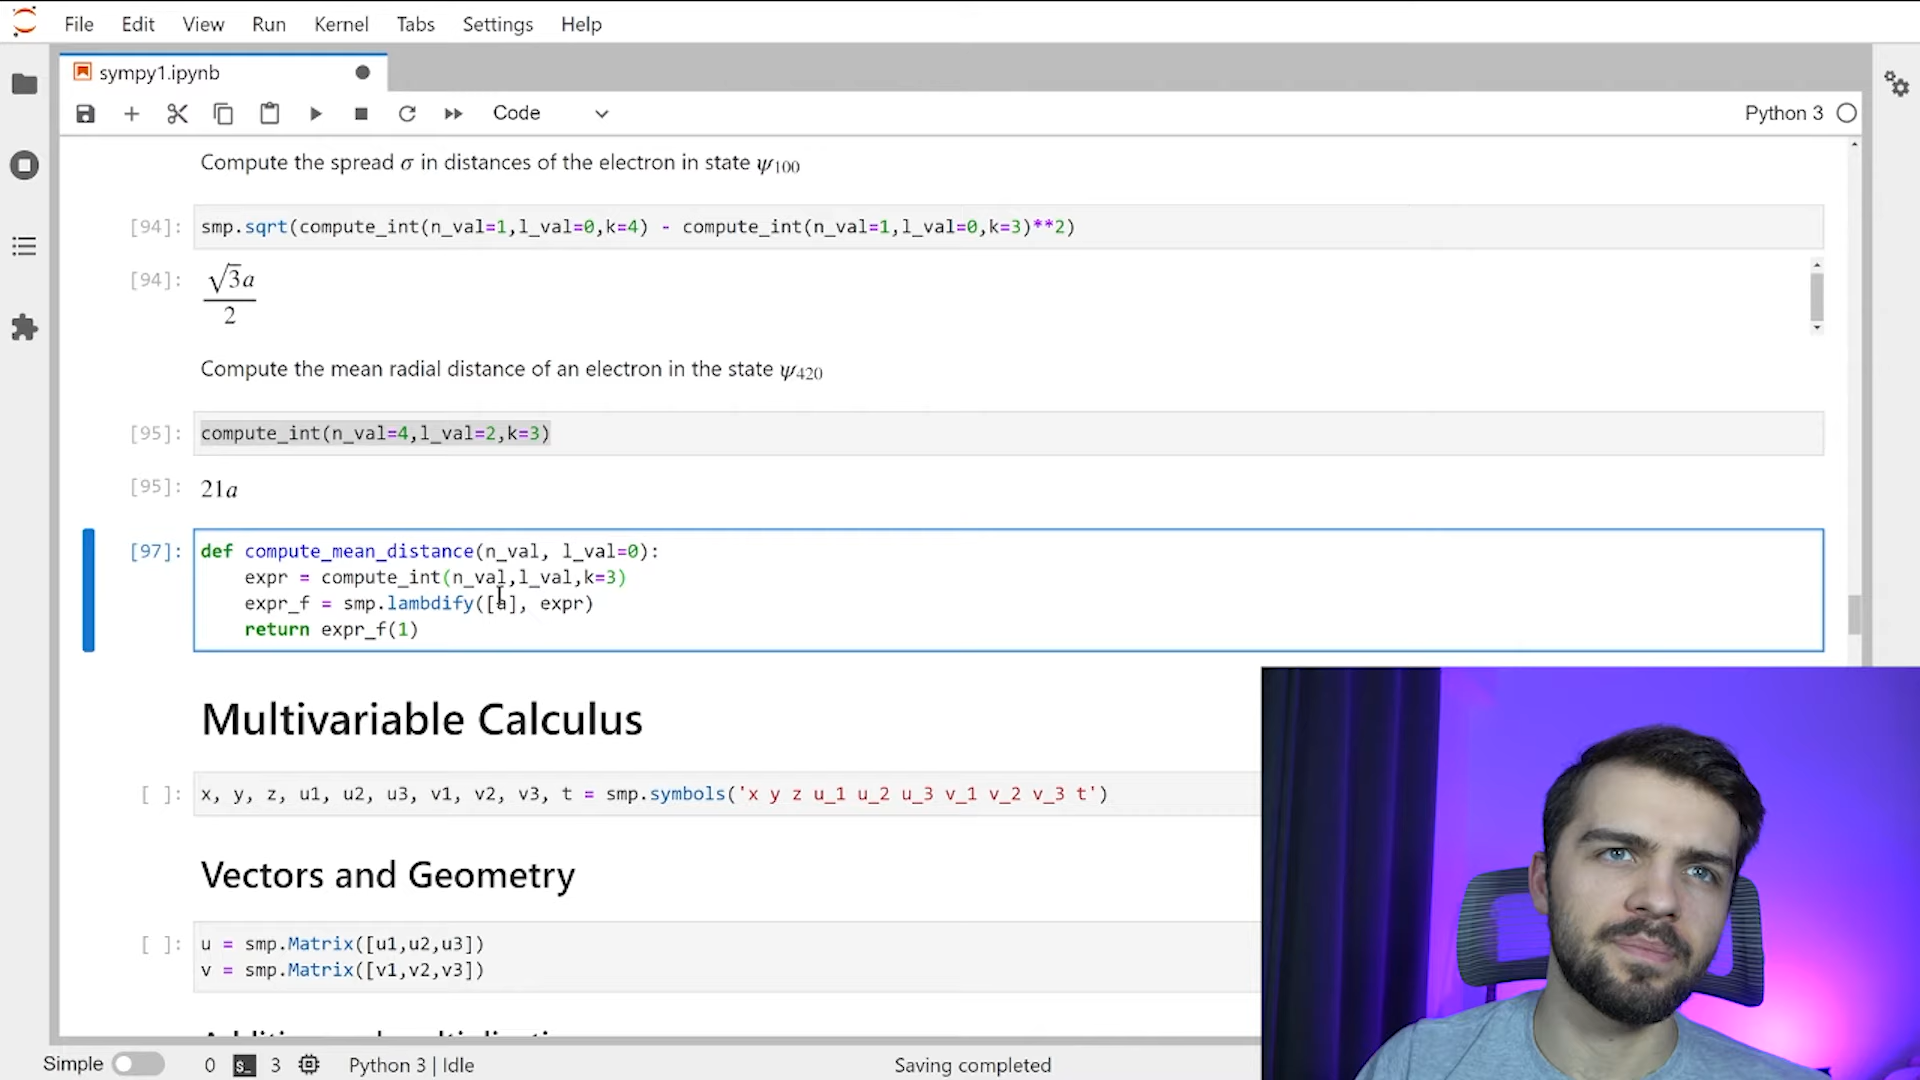 File Edit View Run Kernel Tabs Settings Help
sympy1.ipynb
Code
Python 3
Compute the spread σ in distances of the electron in state ψ100
[94]: smp.sqrt(compute_int(n_val=1,l_val=0,k=4) - compute_int(n_val=1,l_val=0,k=3)**2)
[94]: √3a
2
Compute the mean radial distance of an electron in the state ψ420
[95]: compute_int(n_val=4,l_val=2,k=3)
[95]: 21a
[97]: def compute_mean_distance(n_val, l_val=0):
expr = compute_int(n_val,l_val,k=3)
expr_f = smp.lambdify([a], expr)
return expr_f(1)
Multivariable Calculus
[ ]: x, y, z, u1, u2, u3, v1, v2, v3, t = smp.symbols('x y z u_1 u_2 u_3 v_1 v_2 v_3 t')
Vectors and Geometry
[ ]: u = smp.Matrix([u1,u2,u3])
v = smp.Matrix([v1,v2,v3])
Simple 0 $_ 3 Python 3 | Idle Saving completed